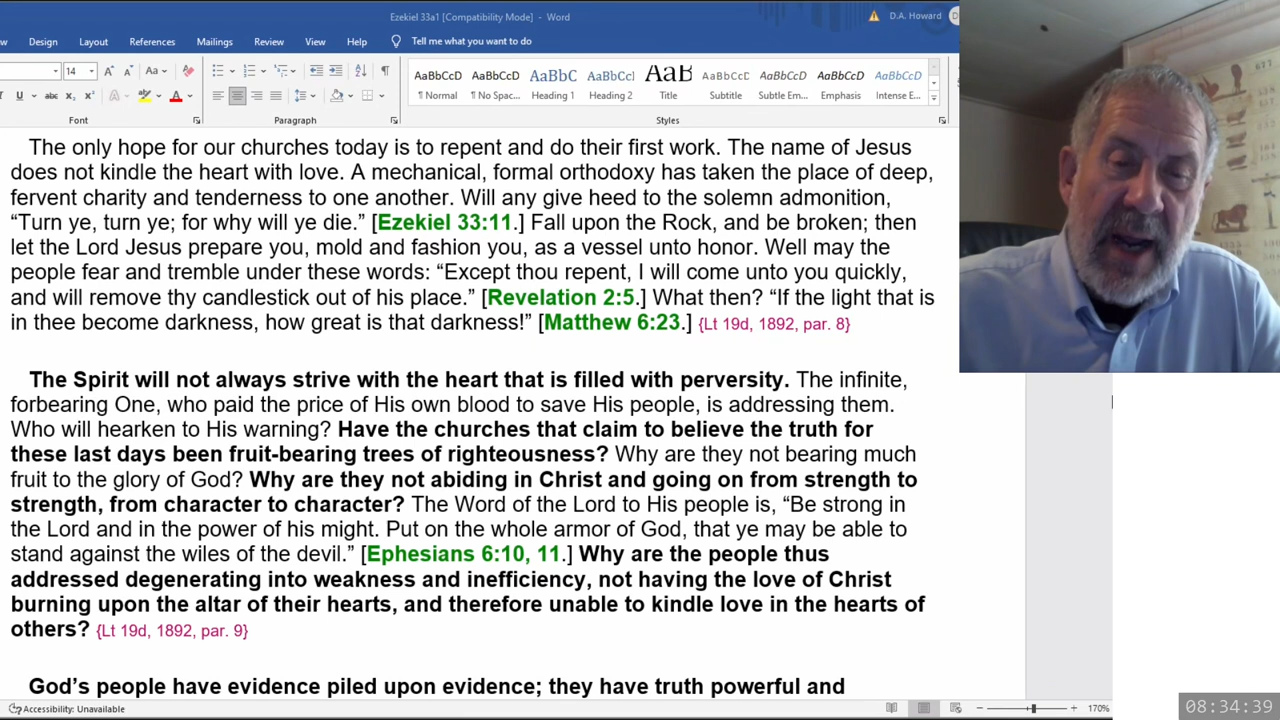 Ezekiel 33a1 [Compatibility Mode] - Word
D.A. Howard
D
w Design Layout References Mailings Review View Help Tell me what you want to do
14 Aa
AaBbCcD AaBbCcD AaBbC AaBbCcI AaB AaBbCcD AaBbCcD AaBbCcD AaBbCcD
U abc x₂ x² A A
¶ Normal ¶ No Spac... Heading 1 Heading 2 Title Subtitle Subtle Em... Emphasis Intense E...
Font Paragraph Styles
The only hope for our churches today is to repent and do their first work. The name of Jesus
does not kindle the heart with love. A mechanical, formal orthodoxy has taken the place of deep,
fervent charity and tenderness to one another. Will any give heed to the solemn admonition,
“Turn ye, turn ye; for why will ye die.” [Ezekiel 33:11.] Fall upon the Rock, and be broken; then
let the Lord Jesus prepare you, mold and fashion you, as a vessel unto honor. Well may the
people fear and tremble under these words: “Except thou repent, I will come unto you quickly,
and will remove thy candlestick out of his place.” [Revelation 2:5.] What then? “If the light that is
in thee become darkness, how great is that darkness!” [Matthew 6:23.] {Lt 19d, 1892, par. 8}
The Spirit will not always strive with the heart that is filled with perversity. The infinite,
forbearing One, who paid the price of His own blood to save His people, is addressing them.
Who will hearken to His warning? Have the churches that claim to believe the truth for
these last days been fruit-bearing trees of righteousness? Why are they not bearing much
fruit to the glory of God? Why are they not abiding in Christ and going on from strength to
strength, from character to character? The Word of the Lord to His people is, “Be strong in
the Lord and in the power of his might. Put on the whole armor of God, that ye may be able to
stand against the wiles of the devil.” [Ephesians 6:10, 11.] Why are the people thus
addressed degenerating into weakness and inefficiency, not having the love of Christ
burning upon the altar of their hearts, and therefore unable to kindle love in the hearts of
others? {Lt 19d, 1892, par. 9}
God’s people have evidence piled upon evidence; they have truth powerful and
Accessibility: Unavailable
170%
08:34:39